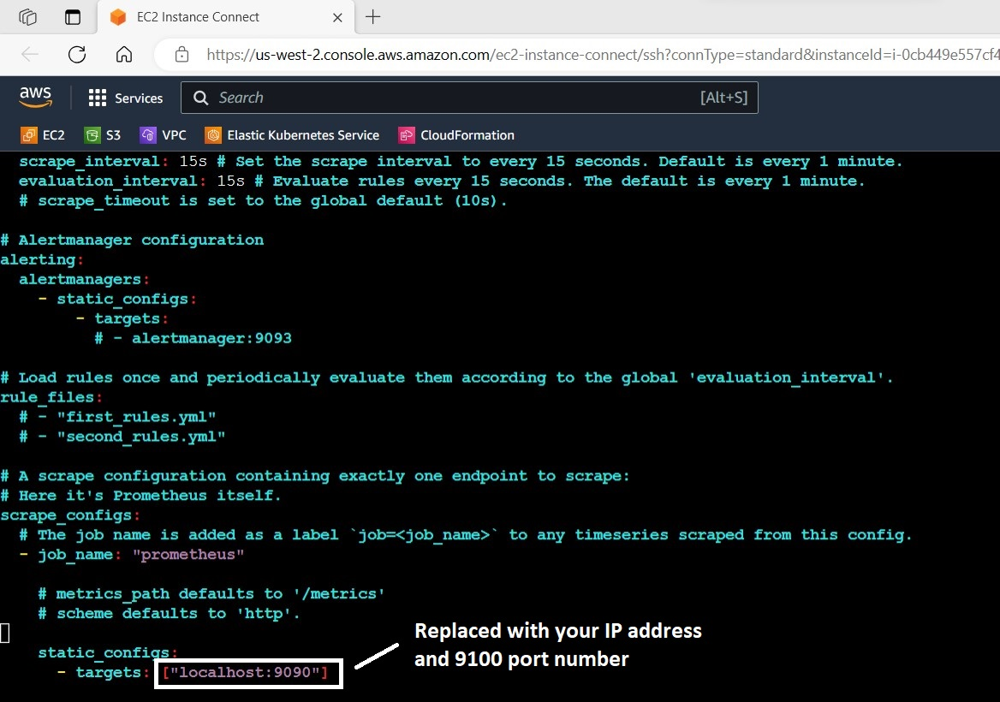 EC2 Instance Connect
https://us-west-2.console.aws.amazon.com/ec2-instance-connect/ssh?connType=standard&instanceId=i-0cb449e557cf4
aws Services Search [Alt+S]
EC2 S3 VPC Elastic Kubernetes Service CloudFormation
  scrape_interval: 15s # Set the scrape interval to every 15 seconds. Default is every 1 minute.
  evaluation_interval: 15s # Evaluate rules every 15 seconds. The default is every 1 minute.
  # scrape_timeout is set to the global default (10s).
# Alertmanager configuration
alerting:
  alertmanagers:
    - static_configs:
        - targets:
          # - alertmanager:9093
# Load rules once and periodically evaluate them according to the global 'evaluation_interval'.
rule_files:
  # - "first_rules.yml"
  # - "second_rules.yml"
# A scrape configuration containing exactly one endpoint to scrape:
# Here it's Prometheus itself.
scrape_configs:
  # The job name is added as a label `job=<job_name>` to any timeseries scraped from this config.
  - job_name: "prometheus"
    # metrics_path defaults to '/metrics'
    # scheme defaults to 'http'.
    static_configs:
      - targets: ["localhost:9090"]
Replaced with your IP address
and 9100 port number